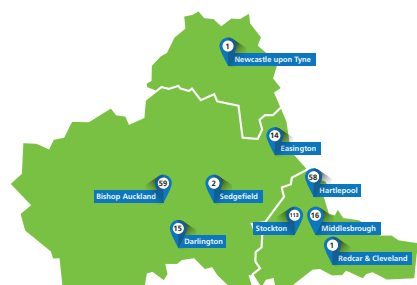 1
Newcastle upon Tyne
14
Easington
59
Bishop Auckland
2
Sedgefield
58
Hartlepool
15
Darlington
113
Stockton
16
Middlesbrough
1
Redcar & Cleveland